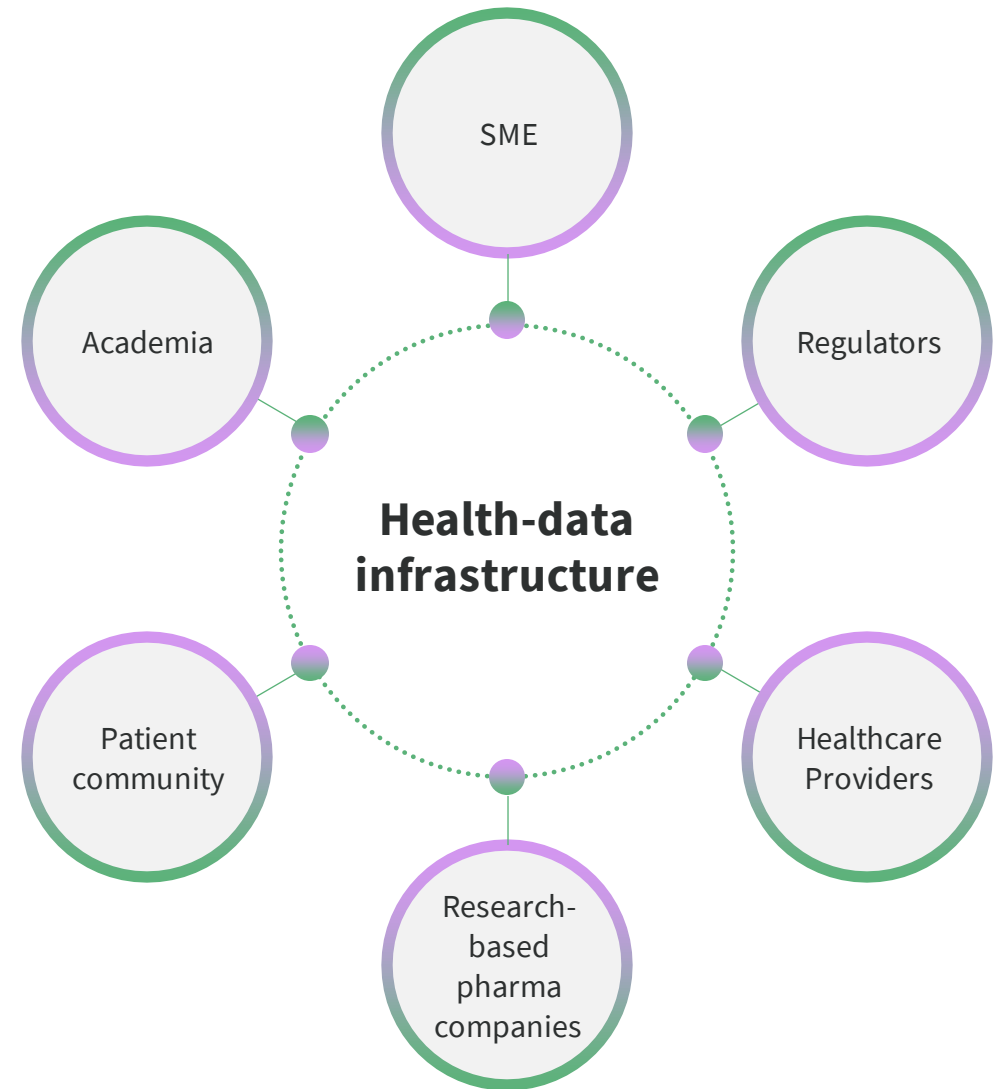 SME
Academia
Regulators
Health-data
infrastructure
Patient
community
Healthcare
Providers
Research-
based
pharma
companies